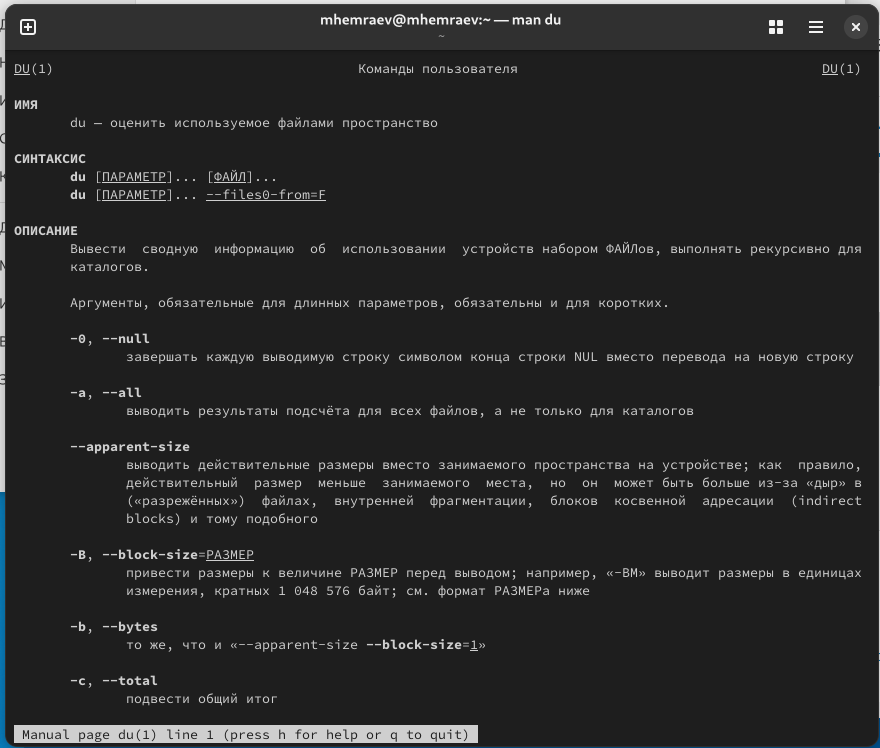 mhemraev@mhemraev:~ — man du
~
DU(1) Команды пользователя DU(1)
ИМЯ
du — оценить используемое файлами пространство
СИНТАКСИС
du [ПАРАМЕТР]... [ФАЙЛ]...
du [ПАРАМЕТР]... --files0-from=F
ОПИСАНИЕ
Вывести сводную информацию об использовании устройств набором ФАЙЛов, выполнять рекурсивно для
каталогов.
Аргументы, обязательные для длинных параметров, обязательны и для коротких.
-0, --null
завершать каждую выводимую строку символом конца строки NUL вместо перевода на новую строку
-a, --all
выводить результаты подсчёта для всех файлов, а не только для каталогов
--apparent-size
выводить действительные размеры вместо занимаемого пространства на устройстве; как правило,
действительный размер меньше занимаемого места, но он может быть больше из-за «дыр» в
(«разрежённых») файлах, внутренней фрагментации, блоков косвенной адресации (indirect
blocks) и тому подобного
-B, --block-size=РАЗМЕР
привести размеры к величине РАЗМЕР перед выводом; например, «-BM» выводит размеры в единицах
измерения, кратных 1 048 576 байт; см. формат РАЗМЕРа ниже
-b, --bytes
то же, что и «--apparent-size --block-size=1»
-c, --total
подвести общий итог
Manual page du(1) line 1 (press h for help or q to quit)